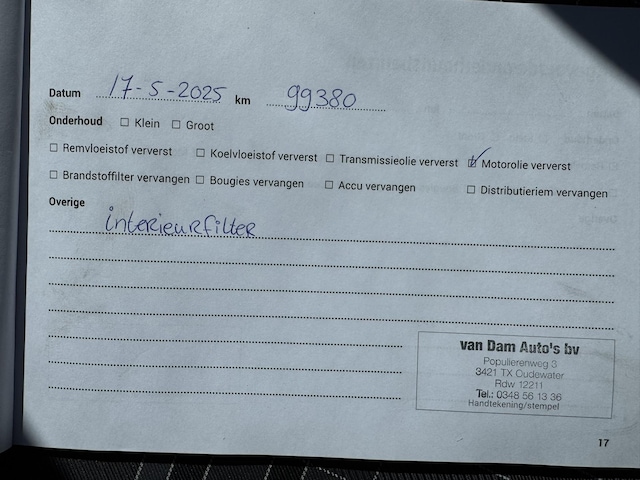 Datum 17-5-2025 km 99380
Onderhoud ☐ Klein ☐ Groot
☐ Remvloeistof ververst ☐ Koelvloeistof ververst ☐ Transmissieolie ververst ☑ Motorolie ververst
☐ Brandstoffilter vervangen ☐ Bougies vervangen ☐ Accu vervangen ☐ Distributieriem vervangen
Overige
interieurfilter
van Dam Auto's bv
Populierenweg 3
3421 TX Oudewater
Rdw 12211
Tel.: 0348 56 13 36
Handtekening/stempel
17